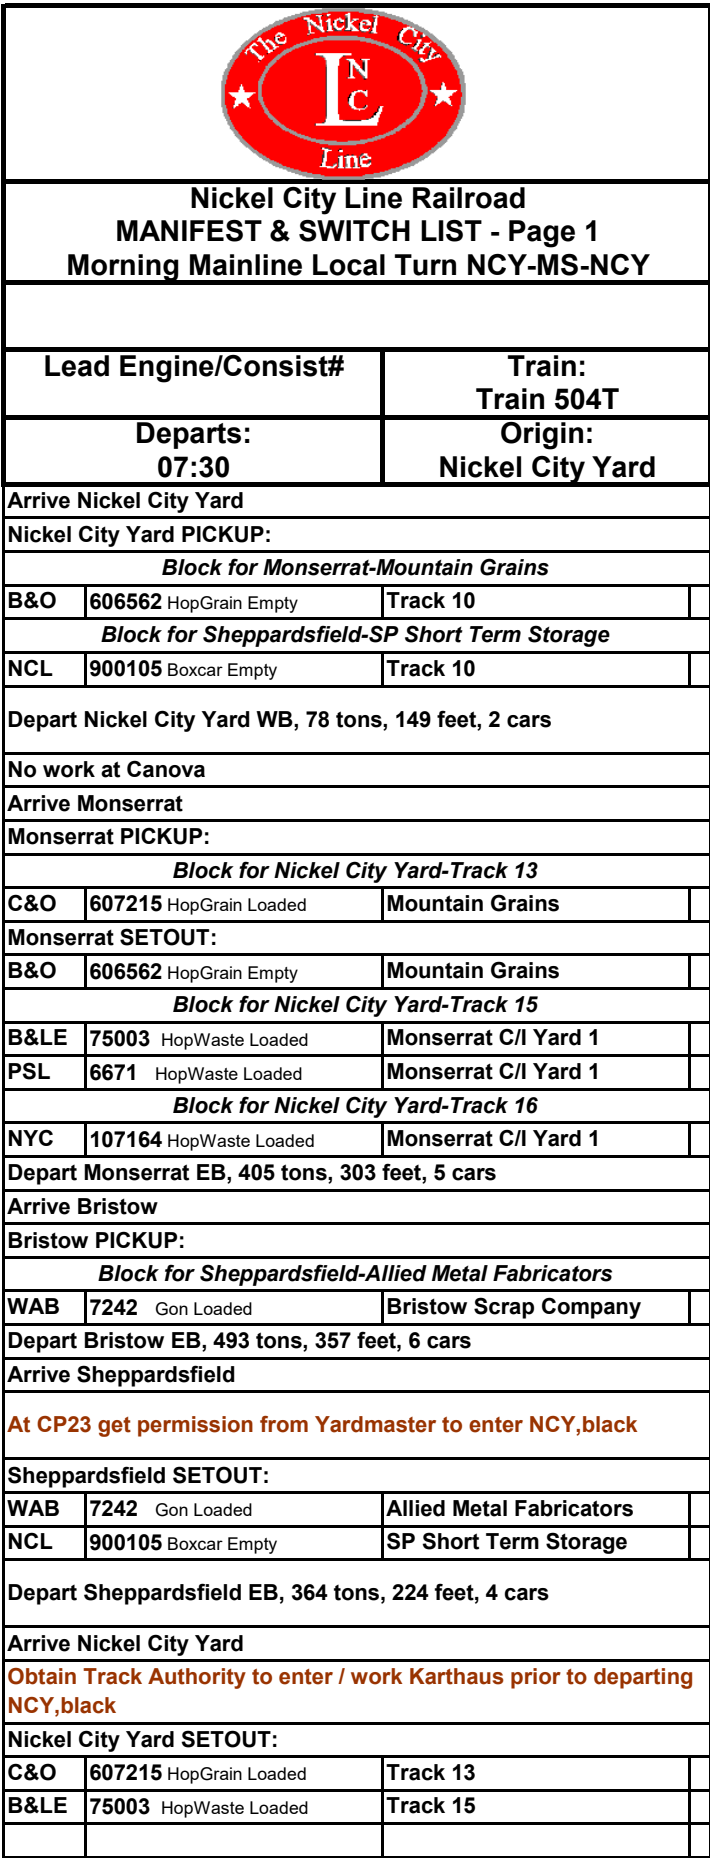 The Nickel City
L N C
Line
Nickel City Line Railroad
MANIFEST & SWITCH LIST - Page 1
Morning Mainline Local Turn NCY-MS-NCY
Lead Engine/Consist# Train:
Train 504T
Departs: Origin:
07:30 Nickel City Yard
Arrive Nickel City Yard
Nickel City Yard PICKUP:
Block for Monserrat-Mountain Grains
B&O 606562 HopGrain Empty Track 10
Block for Sheppardsfield-SP Short Term Storage
NCL 900105 Boxcar Empty Track 10
Depart Nickel City Yard WB, 78 tons, 149 feet, 2 cars
No work at Canova
Arrive Monserrat
Monserrat PICKUP:
Block for Nickel City Yard-Track 13
C&O 607215 HopGrain Loaded Mountain Grains
Monserrat SETOUT:
B&O 606562 HopGrain Empty Mountain Grains
Block for Nickel City Yard-Track 15
B&LE 75003 HopWaste Loaded Monserrat C/I Yard 1
PSL 6671 HopWaste Loaded Monserrat C/I Yard 1
Block for Nickel City Yard-Track 16
NYC 107164 HopWaste Loaded Monserrat C/I Yard 1
Depart Monserrat EB, 405 tons, 303 feet, 5 cars
Arrive Bristow
Bristow PICKUP:
Block for Sheppardsfield-Allied Metal Fabricators
WAB 7242 Gon Loaded Bristow Scrap Company
Depart Bristow EB, 493 tons, 357 feet, 6 cars
Arrive Sheppardsfield
At CP23 get permission from Yardmaster to enter NCY,black
Sheppardsfield SETOUT:
WAB 7242 Gon Loaded Allied Metal Fabricators
NCL 900105 Boxcar Empty SP Short Term Storage
Depart Sheppardsfield EB, 364 tons, 224 feet, 4 cars
Arrive Nickel City Yard
Obtain Track Authority to enter / work Karthaus prior to departing
NCY,black
Nickel City Yard SETOUT:
C&O 607215 HopGrain Loaded Track 13
B&LE 75003 HopWaste Loaded Track 15